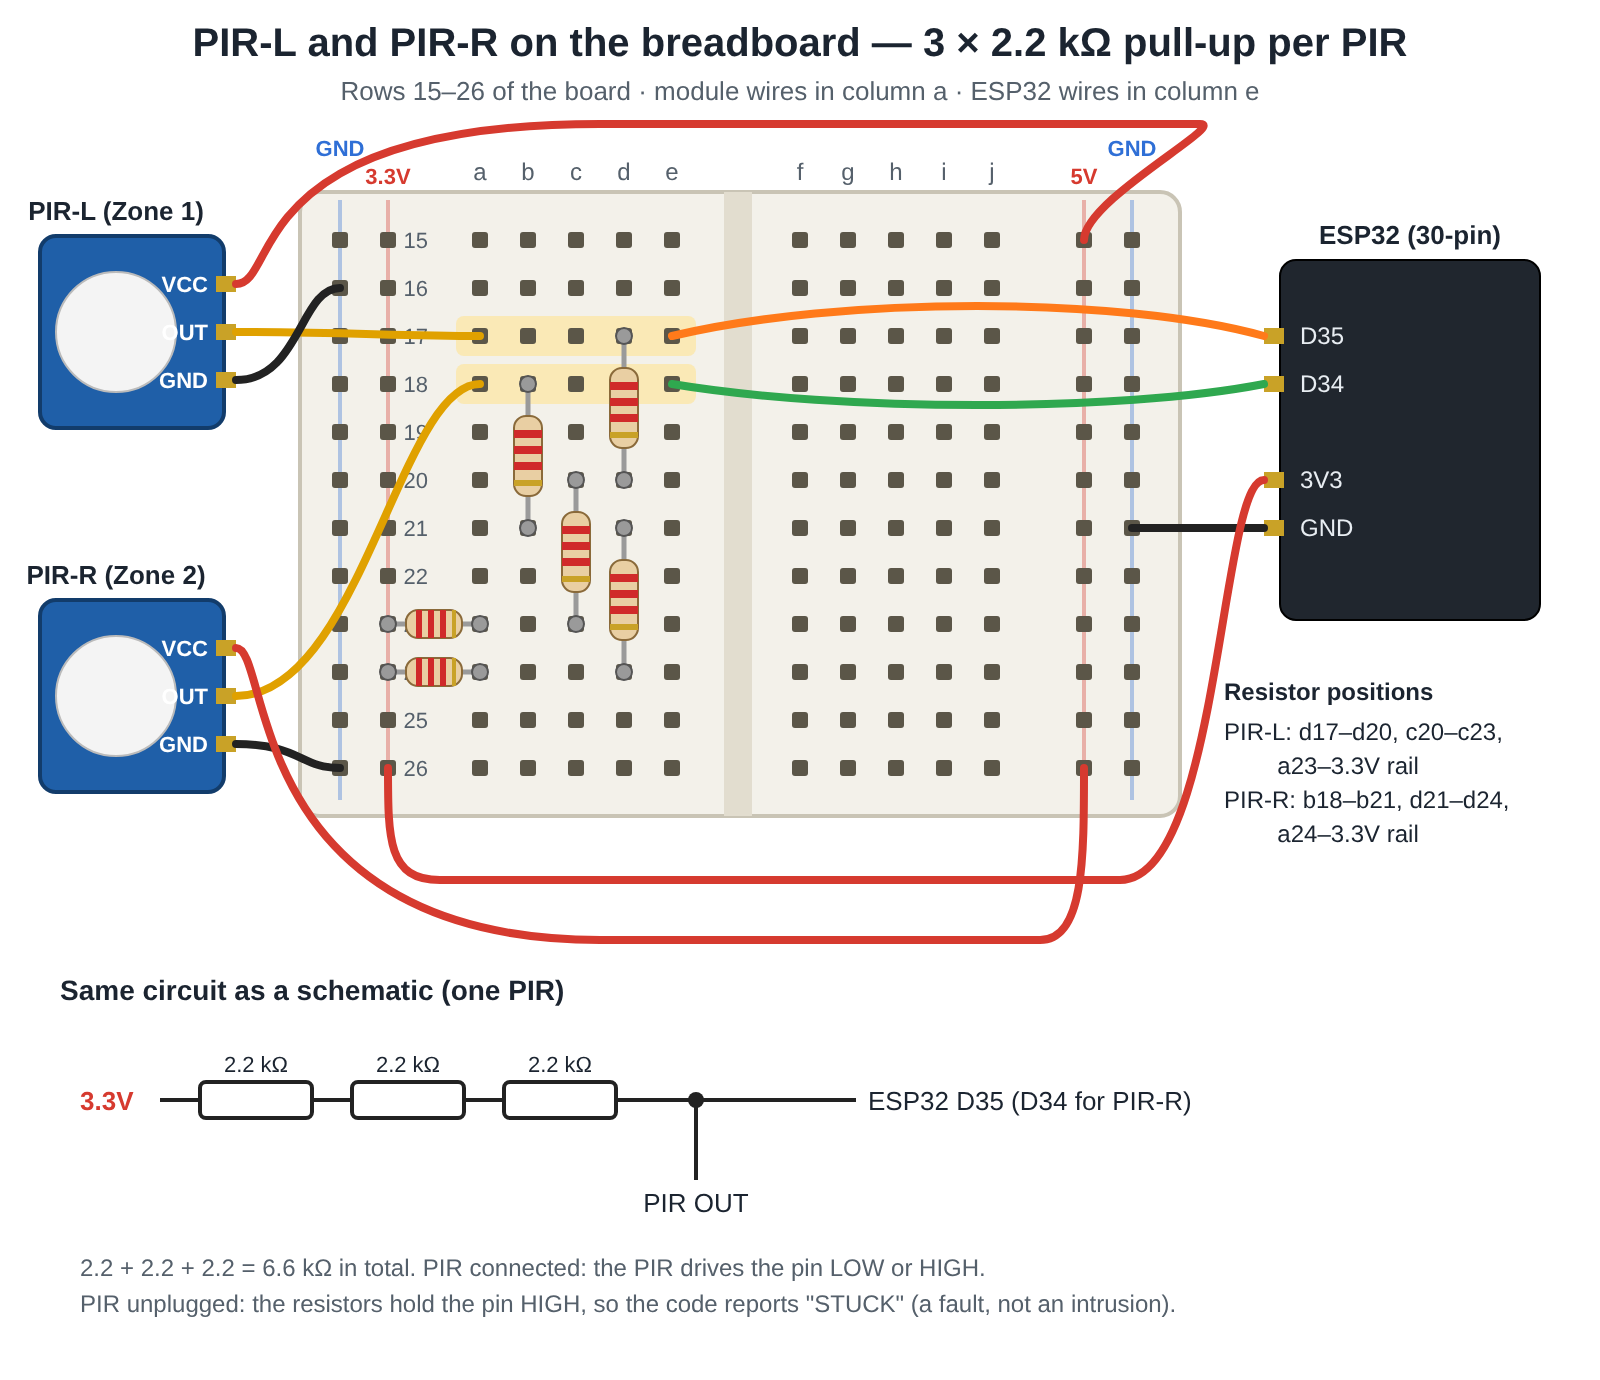 PIR-L and PIR-R on the breadboard — 3 × 2.2 kΩ pull-up per PIR
Rows 15–26 of the board · module wires in column a · ESP32 wires in column e
GND
GND
3.3V
a b c d e
f g h i j
5V
PIR-L (Zone 1)
VCC
OUT
GND
15
16
17
18
19
20
21
22
25
26
ESP32 (30-pin)
D35
D34
3V3
GND
PIR-R (Zone 2)
VCC
OUT
GND
Resistor positions
PIR-L: d17–d20, c20–c23,
a23–3.3V rail
PIR-R: b18–b21, d21–d24,
a24–3.3V rail
Same circuit as a schematic (one PIR)
2.2 kΩ 2.2 kΩ 2.2 kΩ
3.3V
ESP32 D35 (D34 for PIR-R)
PIR OUT
2.2 + 2.2 + 2.2 = 6.6 kΩ in total. PIR connected: the PIR drives the pin LOW or HIGH.
PIR unplugged: the resistors hold the pin HIGH, so the code reports "STUCK" (a fault, not an intrusion).